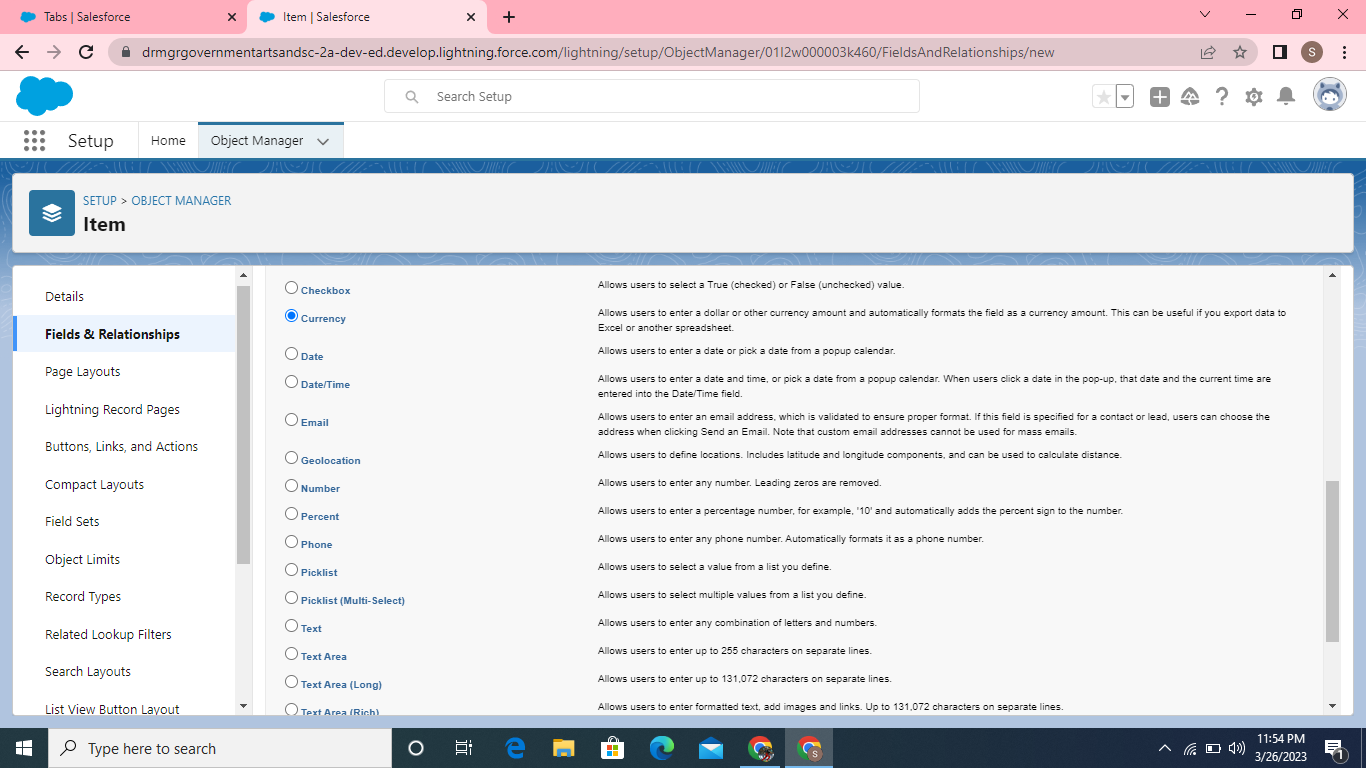 Tabs | Salesforce
Item | Salesforce
drmgrgovernmentartsandsc-2a-dev-ed.develop.lightning.force.com/lightning/setup/ObjectManager/01I2w000003k460/FieldsAndRelationships/new
S
Search Setup
Setup
Home
Object Manager
SETUP > OBJECT MANAGER
Item
Details
Fields & Relationships
Page Layouts
Lightning Record Pages
Buttons, Links, and Actions
Compact Layouts
Field Sets
Object Limits
Record Types
Related Lookup Filters
Search Layouts
List View Button Layout
Checkbox Allows users to select a True (checked) or False (unchecked) value.
Currency Allows users to enter a dollar or other currency amount and automatically formats the field as a currency amount. This can be useful if you export data to
Excel or another spreadsheet.
Date Allows users to enter a date or pick a date from a popup calendar.
Date/Time Allows users to enter a date and time, or pick a date from a popup calendar. When users click a date in the pop-up, that date and the current time are
entered into the Date/Time field.
Email Allows users to enter an email address, which is validated to ensure proper format. If this field is specified for a contact or lead, users can choose the
address when clicking Send an Email. Note that custom email addresses cannot be used for mass emails.
Geolocation Allows users to define locations. Includes latitude and longitude components, and can be used to calculate distance.
Number Allows users to enter any number. Leading zeros are removed.
Percent Allows users to enter a percentage number, for example, '10' and automatically adds the percent sign to the number.
Phone Allows users to enter any phone number. Automatically formats it as a phone number.
Picklist Allows users to select a value from a list you define.
Picklist (Multi-Select) Allows users to select multiple values from a list you define.
Text Allows users to enter any combination of letters and numbers.
Text Area Allows users to enter up to 255 characters on separate lines.
Text Area (Long) Allows users to enter up to 131,072 characters on separate lines.
Text Area (Rich) Allows users to enter formatted text, add images and links. Up to 131,072 characters on separate lines.
Type here to search
S
11:54 PM
3/26/2023
1